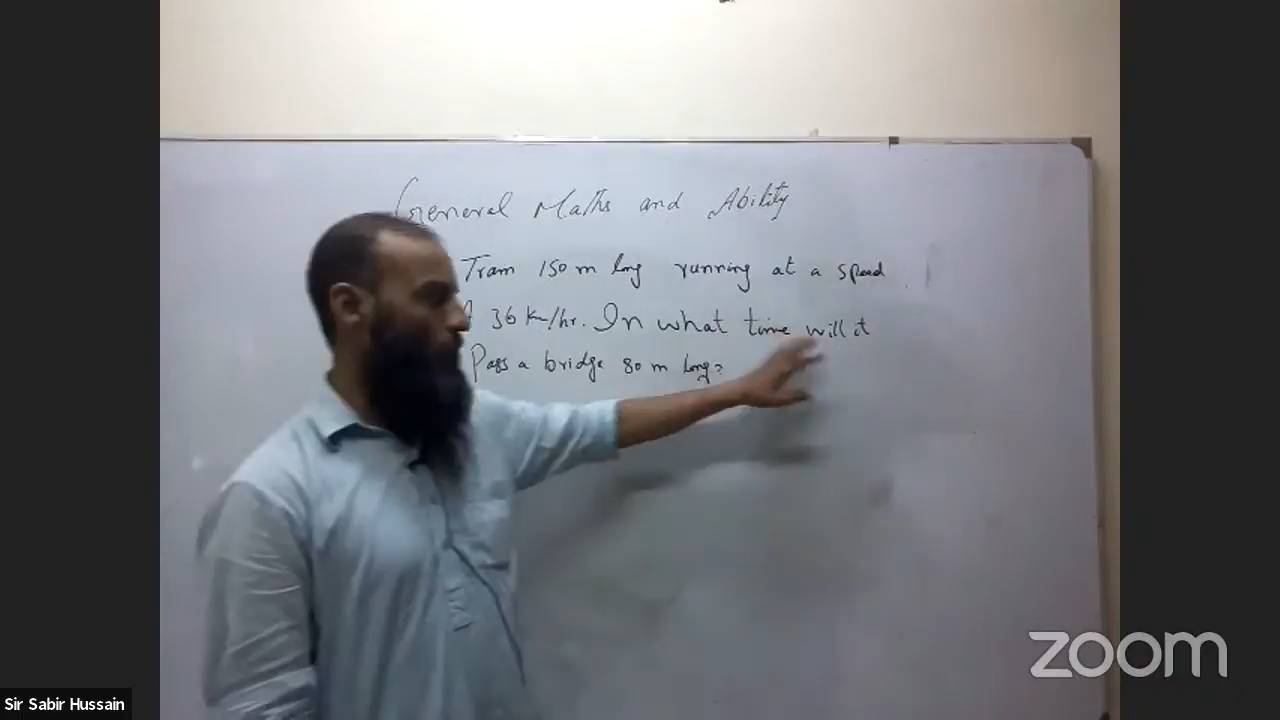 General Maths and Ability
Train 150 m long running at a speed
36 Km/hr. In what time will it
Pass a bridge 80 m long?
zoom
Sir Sabir Hussain